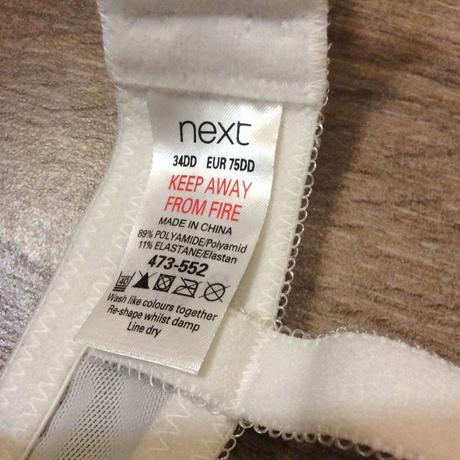 next
34DD EUR 75DD
KEEP AWAY
FROM FIRE
MADE IN CHINA
89% POLYAMIDE/Polyamid
11% ELASTANE/Elastan
473-552
40
Wash like colours together
Re-shape whilst damp
Line dry